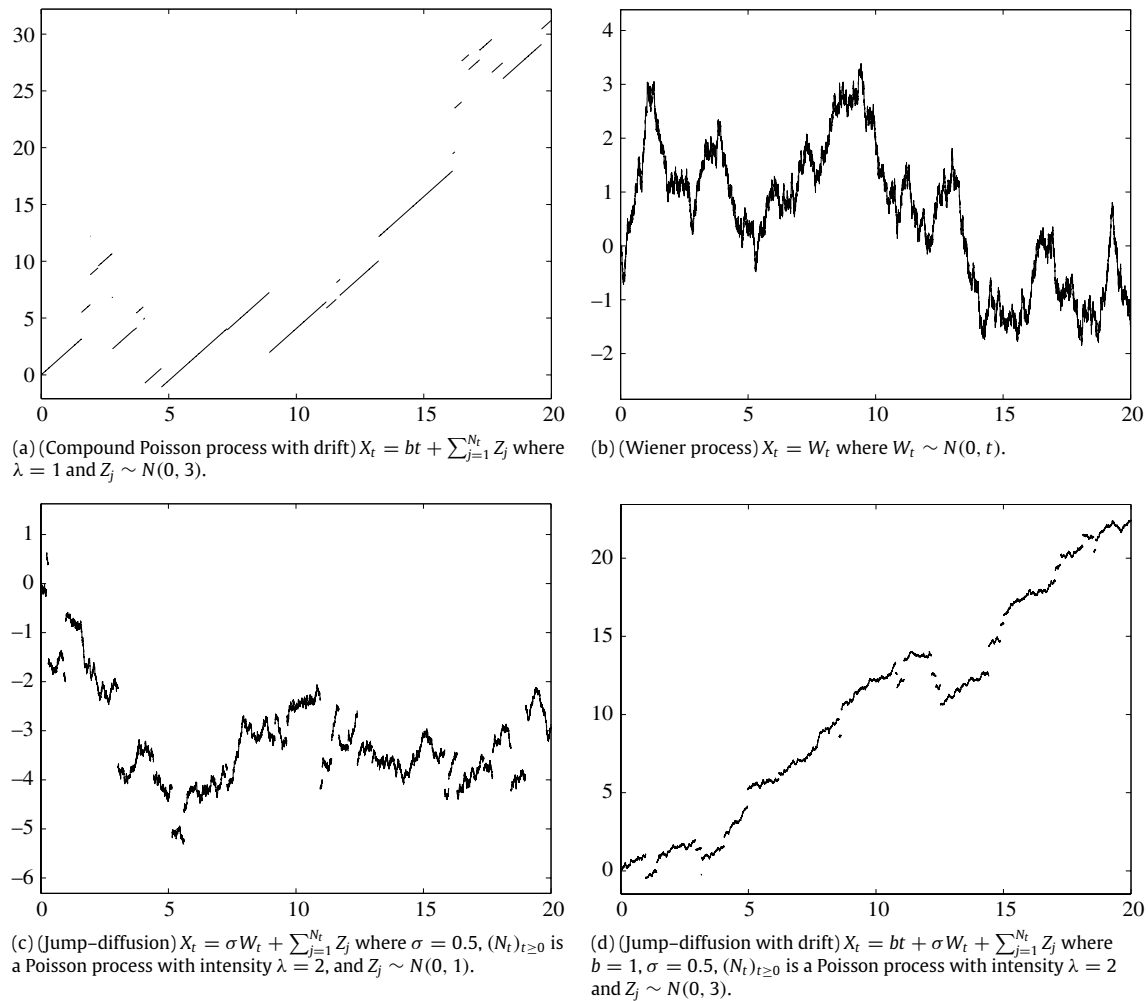 30
25
20
15
10
5
0
0 5 10 15 20
(a) (Compound Poisson process with drift) X_t = bt + ∑_{j=1}^{N_t} Z_j where
λ = 1 and Z_j ∼ N(0, 3).
4
3
2
1
0
−1
−2
0 5 10 15 20
(b) (Wiener process) X_t = W_t where W_t ∼ N(0, t).
1
0
−1
−2
−3
−4
−5
−6
0 5 10 15 20
(c) (Jump–diffusion) X_t = σW_t + ∑_{j=1}^{N_t} Z_j where σ = 0.5, (N_t)_{t≥0} is
a Poisson process with intensity λ = 2, and Z_j ∼ N(0, 1).
20
15
10
5
0
0 5 10 15 20
(d) (Jump–diffusion with drift) X_t = bt + σW_t + ∑_{j=1}^{N_t} Z_j where
b = 1, σ = 0.5, (N_t)_{t≥0} is a Poisson process with intensity λ = 2
and Z_j ∼ N(0, 3).